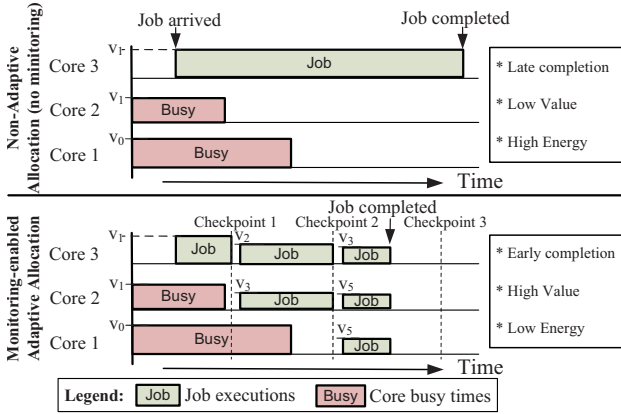 Job arrived
Job completed
Non-Adaptive
Allocation (no minitoring)
v1
Core 3
Job
v1
Core 2
Busy
v0
Core 1
Busy
Time
* Late completion
* Low Value
* High Energy
Job completed
Checkpoint 1
Checkpoint 2
Checkpoint 3
Monitoring-enabled
Adaptive Allocation
v1
v2
v3
Core 3
Job
Job
Job
v1
v3
v5
Core 2
Busy
Job
Job
v0
v5
Core 1
Busy
Job
Time
* Early completion
* High Value
* Low Energy
Legend: Job Job executions Busy Core busy times